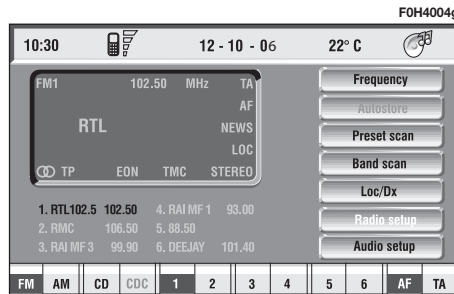 F0H4004g
10:30 12 - 10 - 06 22° C
FM1 102.50 MHz TA
AF
RTL NEWS
LOC
TP EON TMC STEREO
Frequency
Autostore
Preset scan
Band scan
Loc/Dx
Radio setup
Audio setup
1. RTL102.5 102.50 4. RAI MF 1 93.00
2. RMC 106.50 5. 88.50
3. RAI MF 3 99.90 6. DEEJAY 101.40
FM AM CD CDC 1 2 3 4 5 6 AF TA